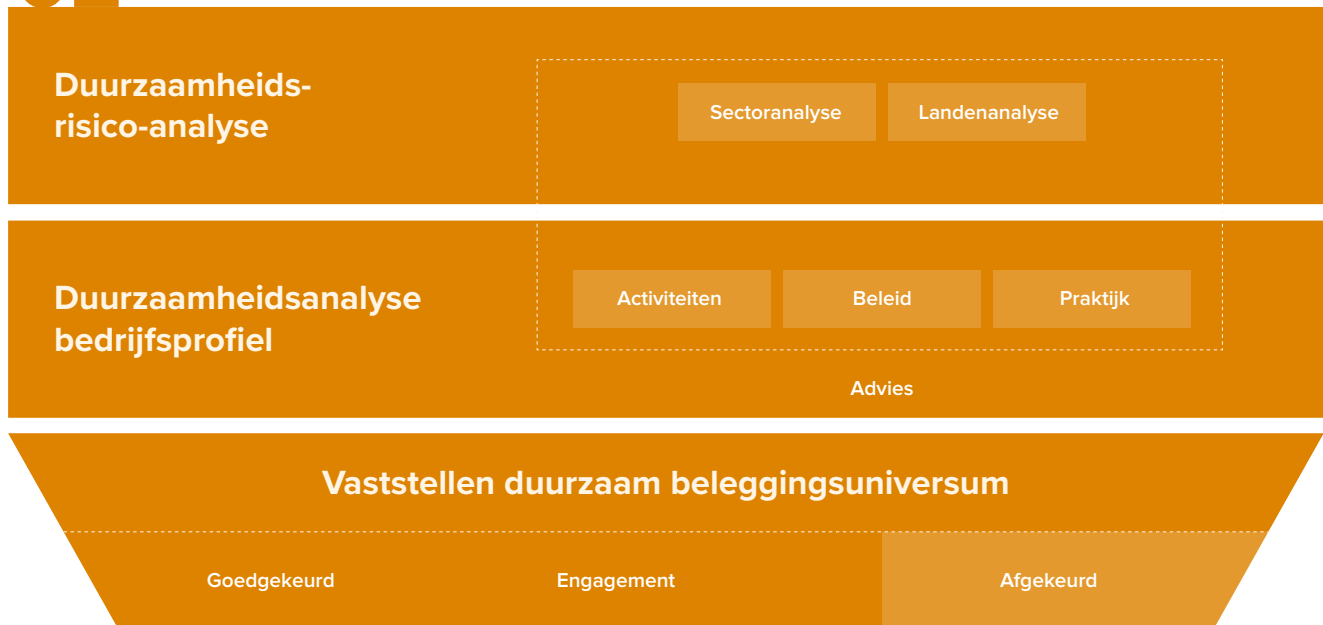 Duurzaamheids-
risico-analyse
Sectoranalyse
Landenanalyse
Duurzaamheidsanalyse
bedrijfsprofiel
Activiteiten
Beleid
Praktijk
Advies
Vaststellen duurzaam beleggingsuniversum
Goedgekeurd
Engagement
Afgekeurd